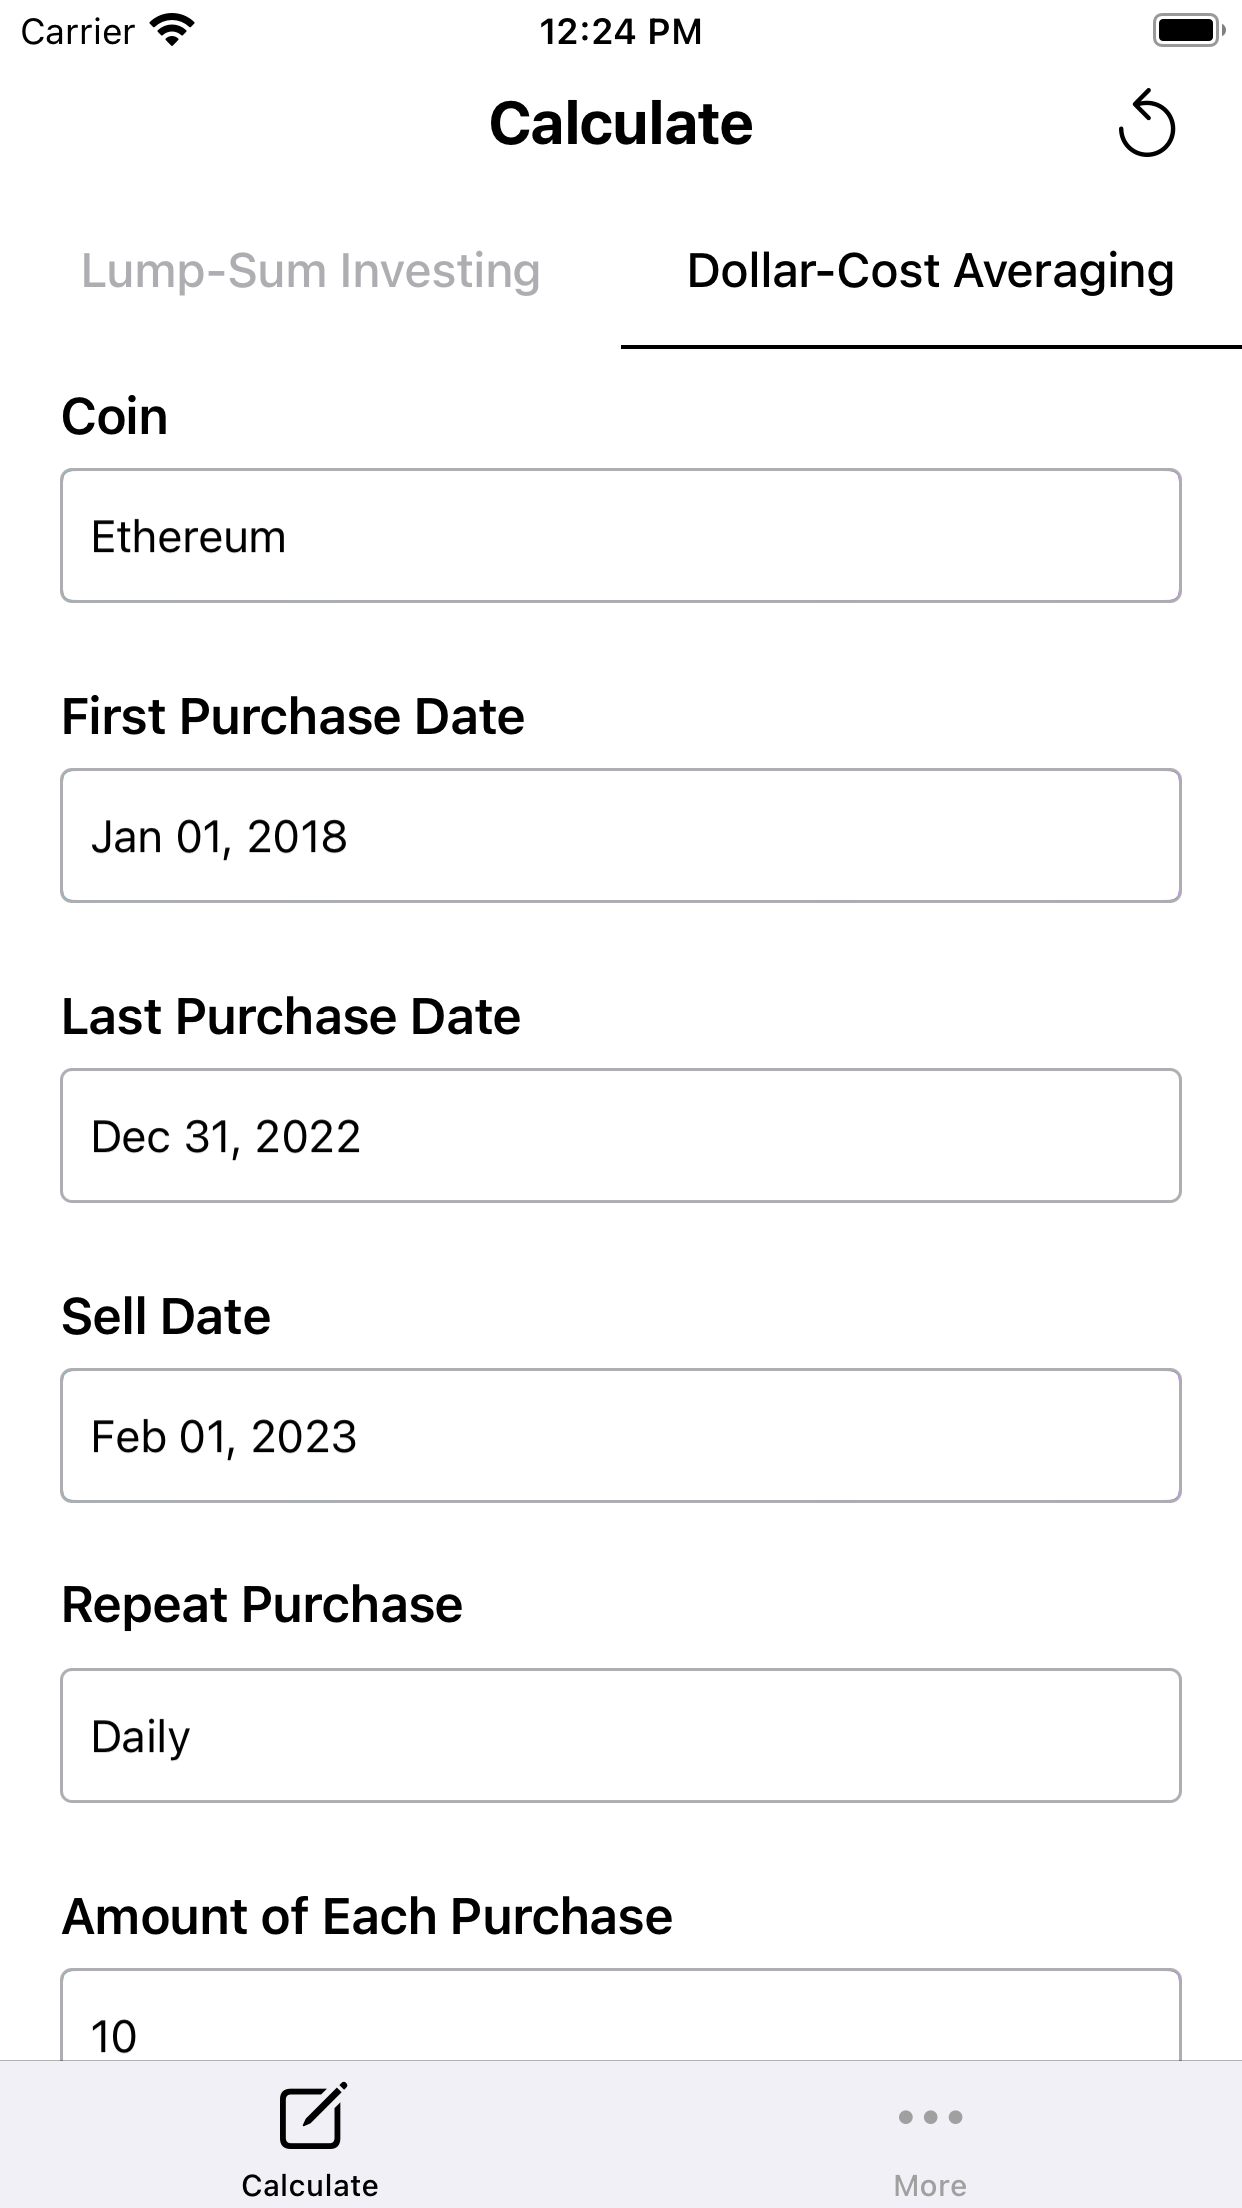 Carrier 12:24 PM
Calculate
Lump-Sum Investing Dollar-Cost Averaging
Coin
Ethereum
First Purchase Date
Jan 01, 2018
Last Purchase Date
Dec 31, 2022
Sell Date
Feb 01, 2023
Repeat Purchase
Daily
Amount of Each Purchase
10
Calculate More